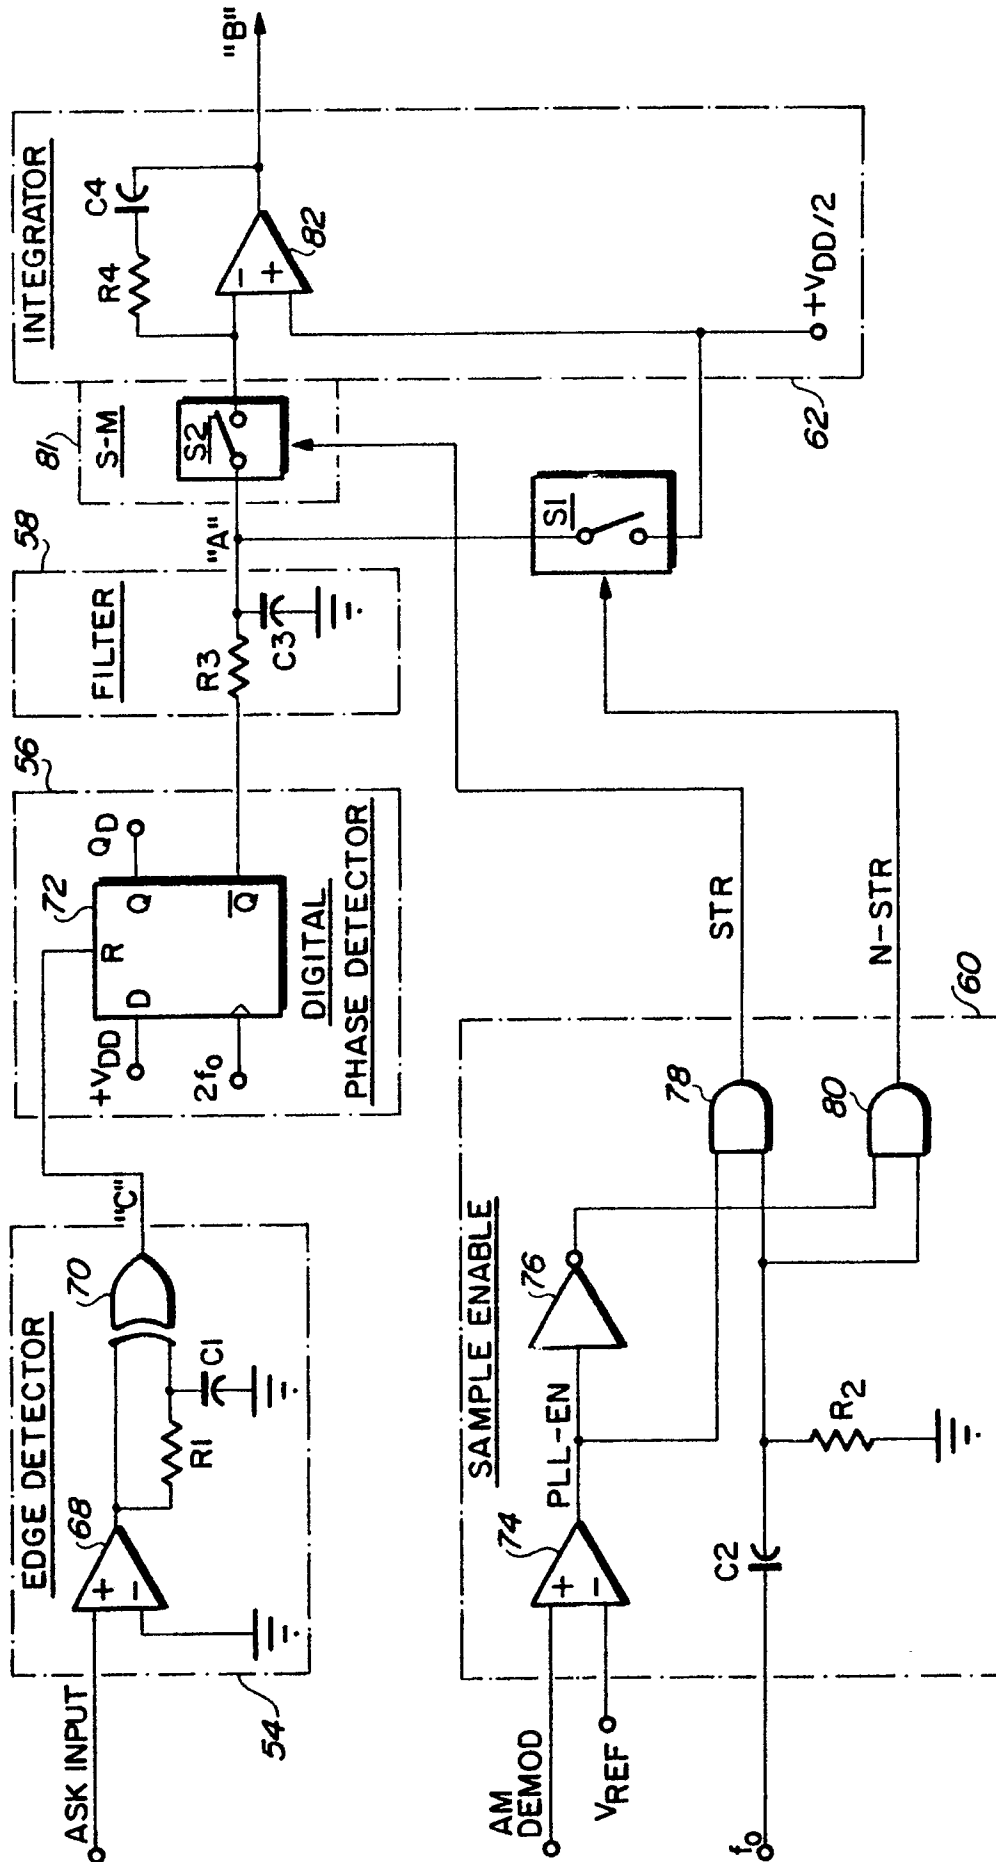 ASK INPUT
54
EDGE DETECTOR
68
+
−
R1
C1
70
"C"
56
+VDD
2fo
D
R
Q
Q̅
72
QD
DIGITAL
PHASE DETECTOR
58
FILTER
R3
C3
"A"
81
S-M
S2
INTEGRATOR
R4
C4
−
+
82
"B"
+VDD/2
62
S1
AM
DEMOD
VREF
fo
SAMPLE ENABLE
74
+
−
PLL-EN
76
C2
R2
78
80
60
STR
N-STR